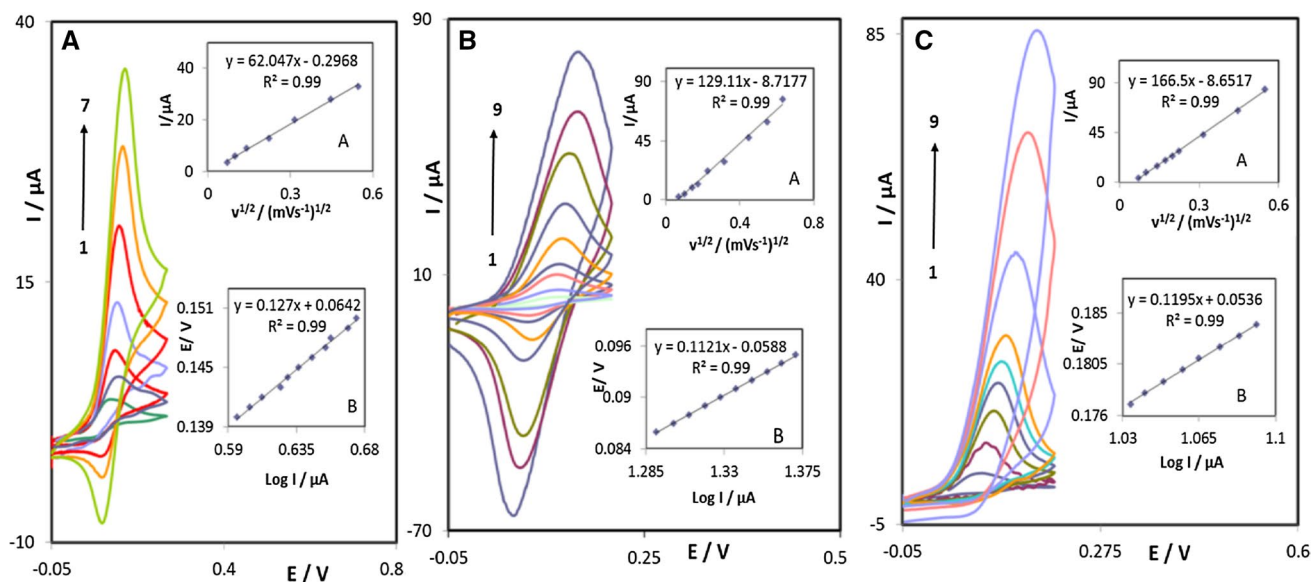 A
40
15
-10
-0.05
0.4
0.8
I / µA
E / V
7
1
y = 62.047x - 0.2968
R² = 0.99
40
20
0
0
0.3
0.6
I/µA
v1/2 / (mVs-1)1/2
A
y = 0.127x + 0.0642
R² = 0.99
0.151
0.145
0.139
0.59
0.635
0.68
E/ V
Log I / µA
B
B
90
10
-70
-0.05
0.25
0.5
I / µA
E / V
9
1
y = 129.11x - 8.7177
R² = 0.99
90
45
0
0
0.4
0.8
I/µA
v1/2 / (mVs-1)1/2
A
y = 0.1121x - 0.0588
R² = 0.99
0.096
0.09
0.084
1.285
1.33
1.375
E/ V
Log I / µA
B
C
85
40
-5
-0.05
0.275
0.6
I / µA
E / V
9
1
y = 166.5x - 8.6517
R² = 0.99
90
45
0
0
0.3
0.6
I/µA
v1/2 / (mVs-1)1/2
A
y = 0.1195x + 0.0536
R² = 0.99
0.185
0.1805
0.176
1.03
1.065
1.1
E/ V
Log I / µA
B